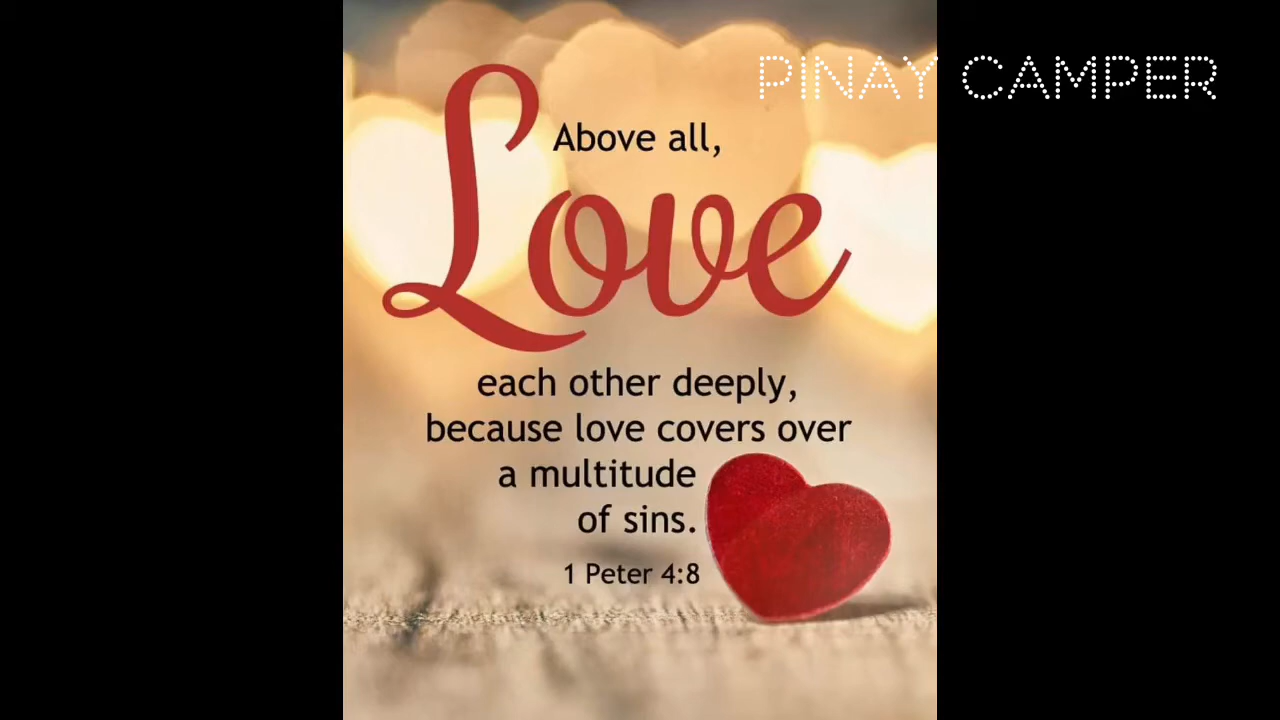 PINAY CAMPER
Above all,
Love
each other deeply,
because love covers over
a multitude
of sins.
1 Peter 4:8